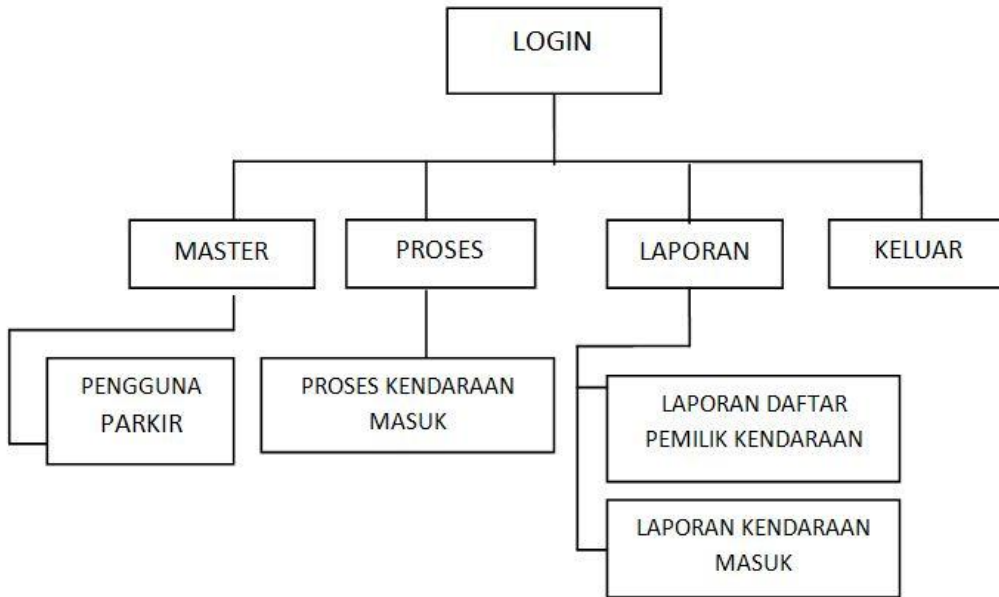 LOGIN
MASTER
PROSES
LAPORAN
KELUAR
PENGGUNA
PARKIR
PROSES KENDARAAN
MASUK
LAPORAN DAFTAR
PEMILIK KENDARAAN
LAPORAN KENDARAAN
MASUK